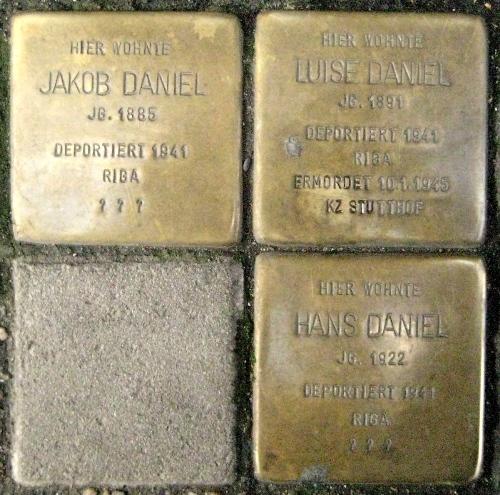 HIER WOHNTE
JAKOB DANIEL
JG. 1885
DEPORTIERT 1941
RIGA
? ? ?
HIER WOHNTE
LUISE DANIEL
JG. 1891
DEPORTIERT 1941
RIGA
ERMORDET 10.1.1945
KZ STUTTHOF
HIER WOHNTE
HANS DANIEL
JG. 1922
DEPORTIERT 1941
RIGA
? ? ?